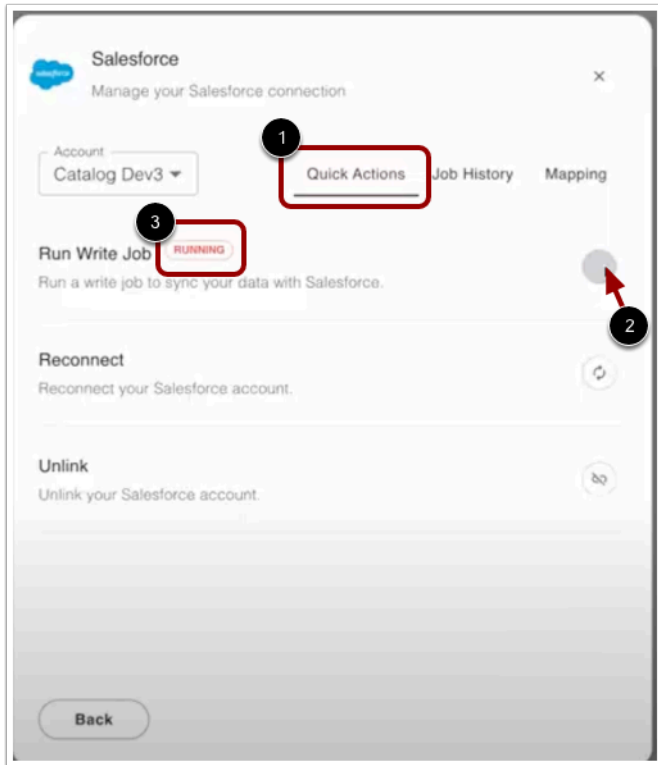 Salesforce
Manage your Salesforce connection
Account
Catalog Dev3
1
Quick Actions
Job History
Mapping
3
Run Write Job
RUNNING
Run a write job to sync your data with Salesforce.
2
Reconnect
Reconnect your Salesforce account.
Unlink
Unlink your Salesforce account.
Back